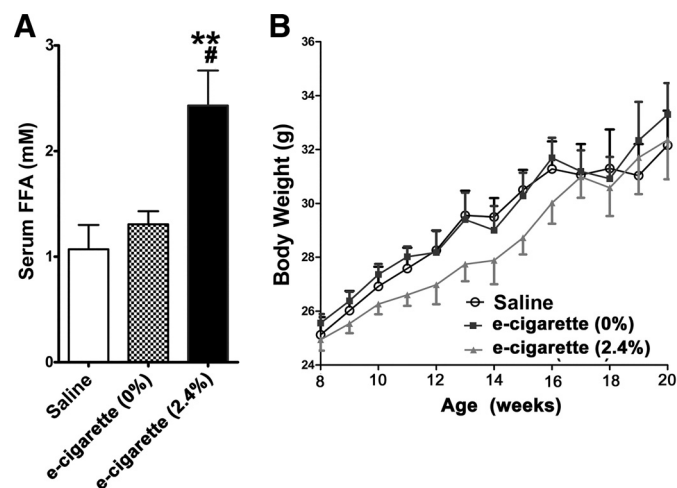 A
**
#
Serum FFA (mM)
3
2
1
0
Saline
e-cigarette (0%)
e-cigarette (2.4%)
B
Body Weight (g)
36
34
32
30
28
26
24
8
10
12
14
16
18
20
Age (weeks)
Saline
e-cigarette (0%)
e-cigarette (2.4%)